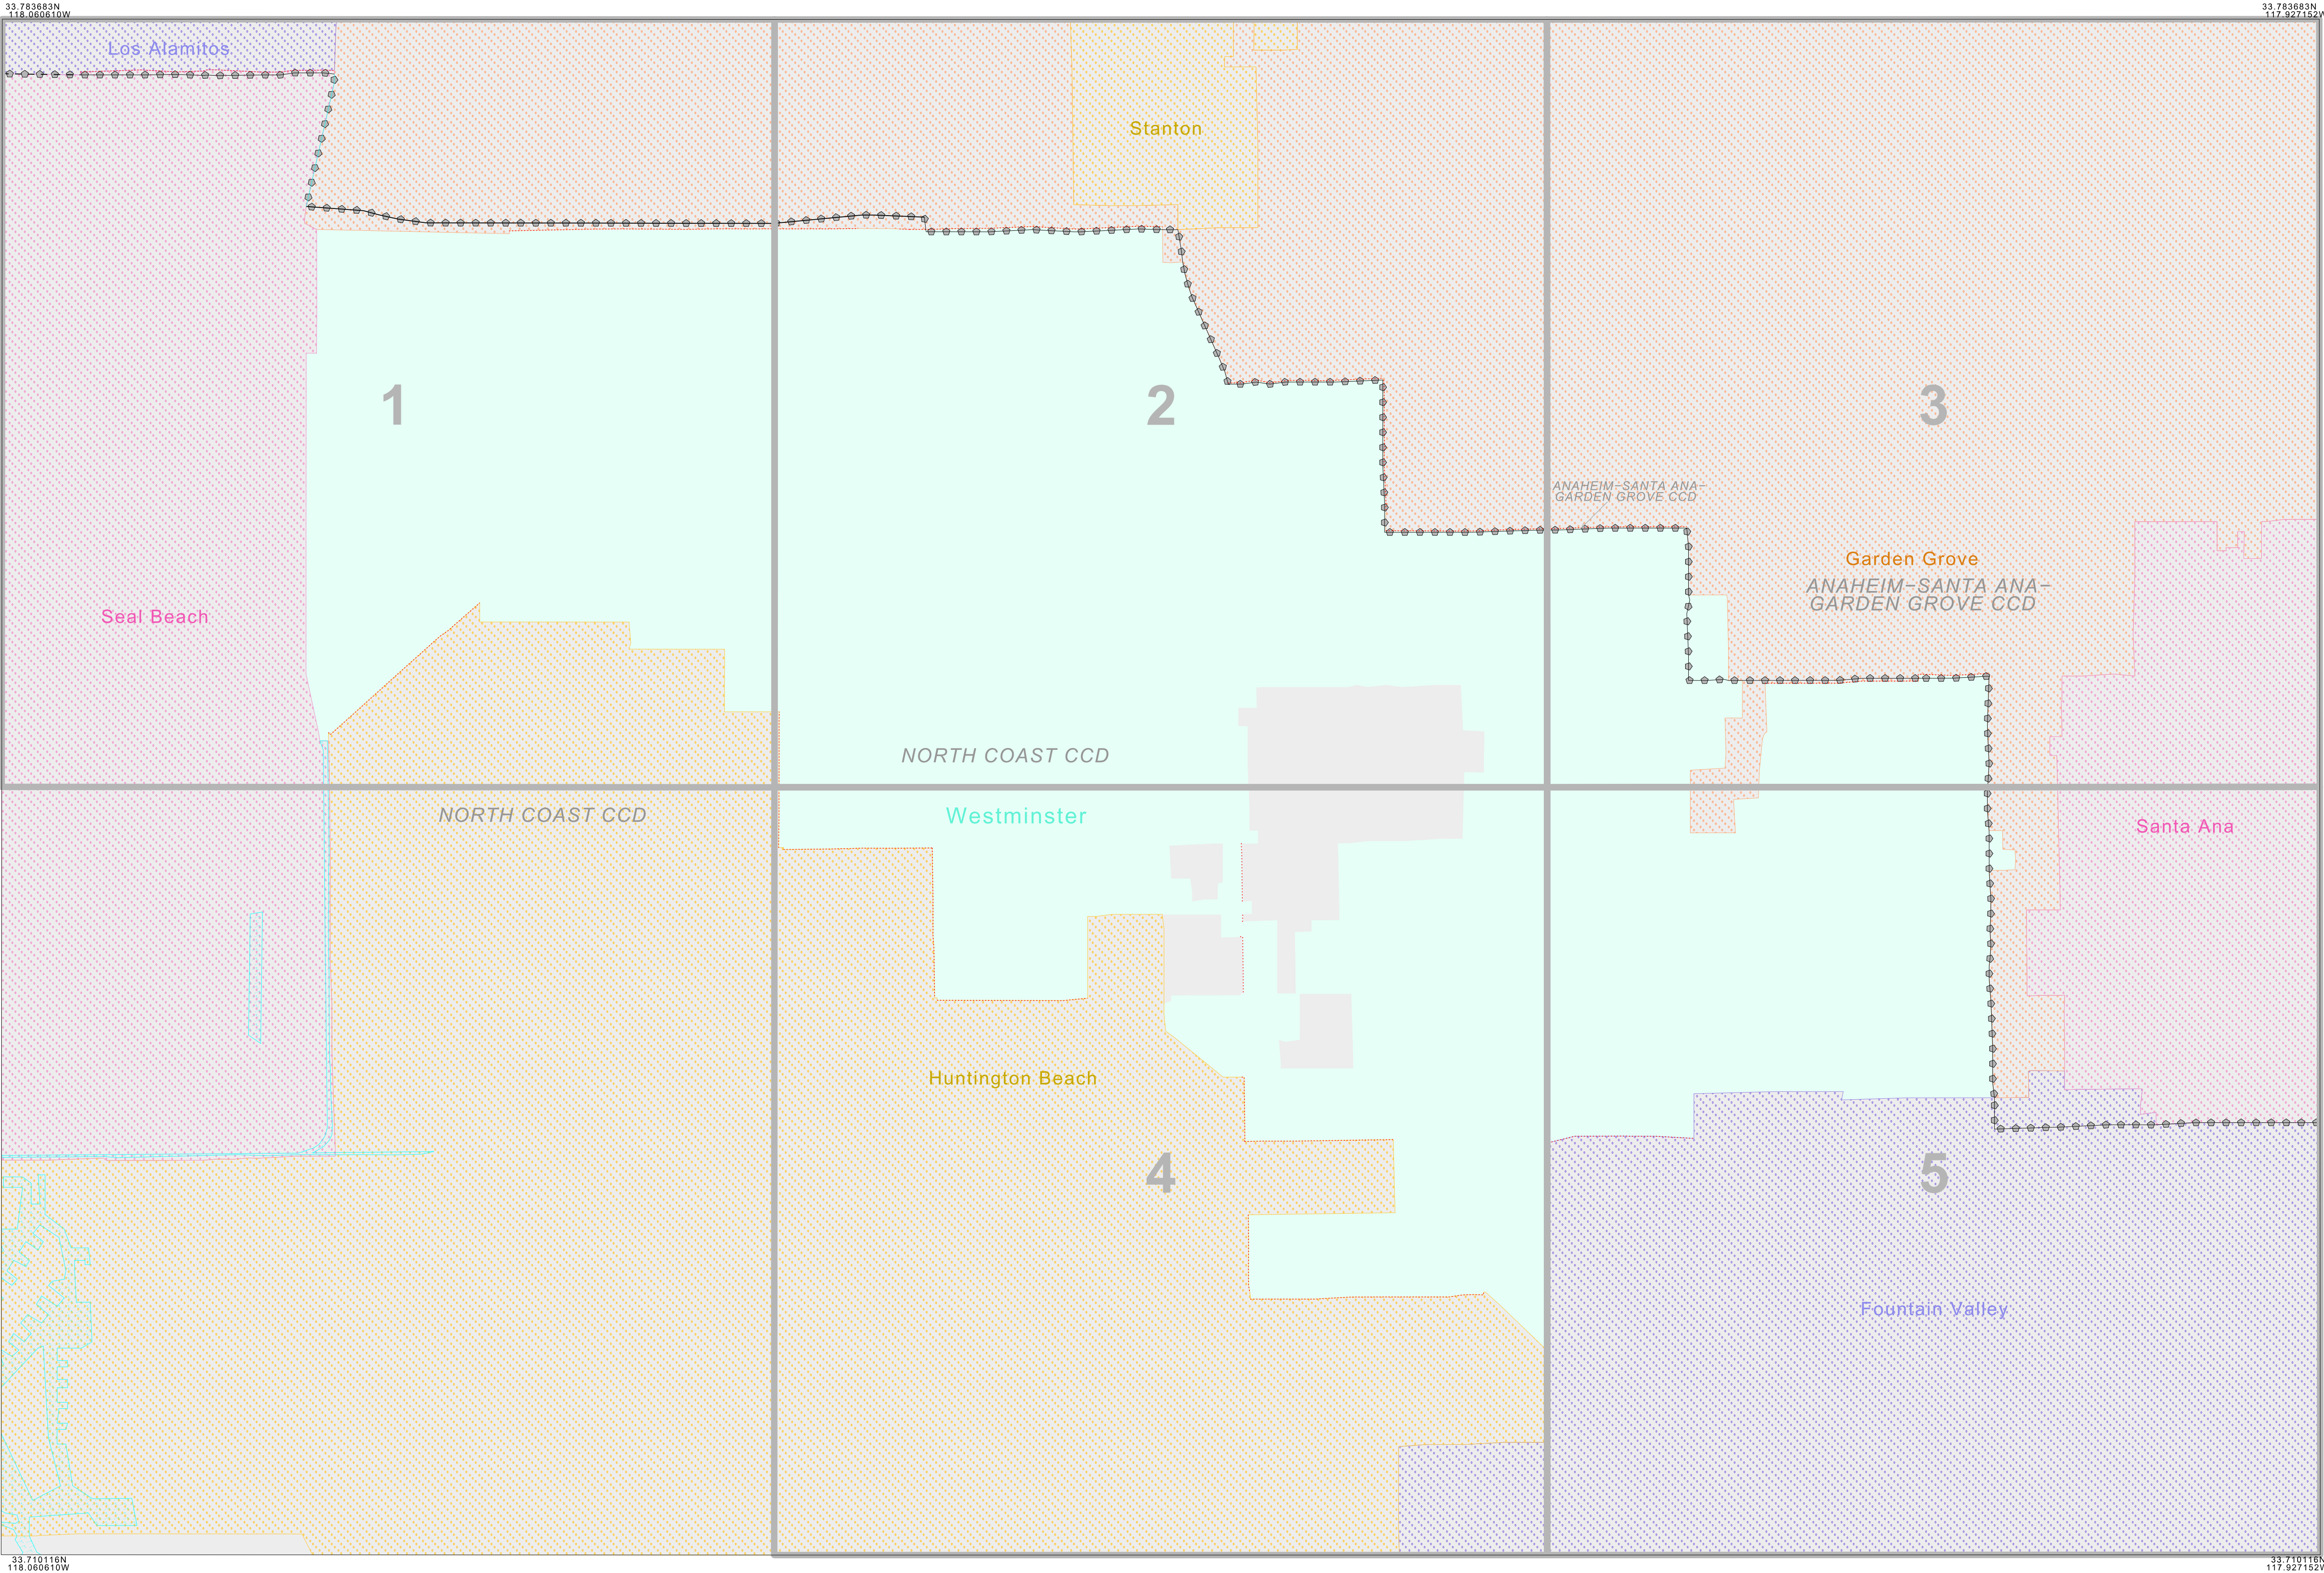 33.783683N
118.060610W
33.783683N
117.927152W
Los Alamitos
Stanton
1
2
3
ANAHEIM-SANTA ANA-
GARDEN GROVE CCD
Garden Grove
ANAHEIM-SANTA ANA-
GARDEN GROVE CCD
Seal Beach
NORTH COAST CCD
NORTH COAST CCD
Westminster
Santa Ana
Huntington Beach
4
5
Fountain Valley
33.710116N
118.060610W
33.710116N
117.927152W